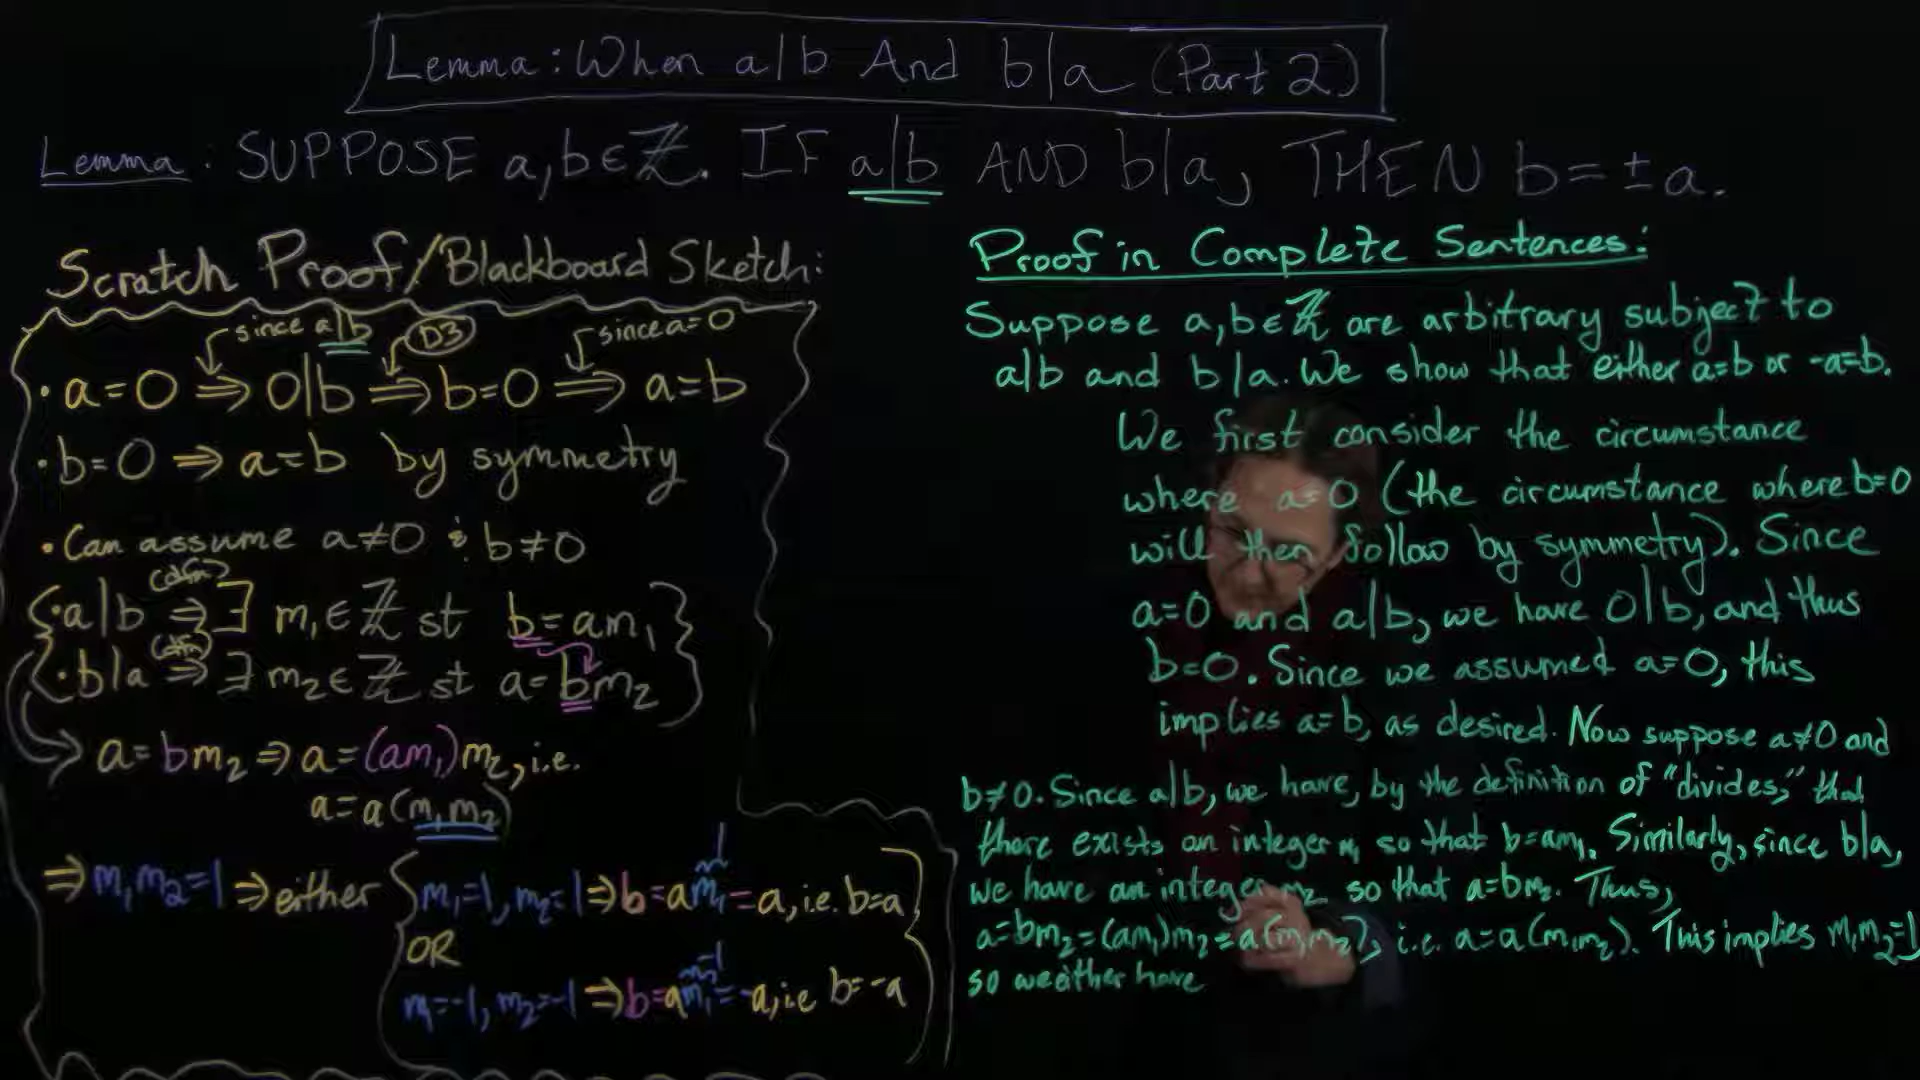 Lemma: When a|b And b|a (Part 2)
Lemma: SUPPOSE a,b∈ℤ. IF a|b AND b|a, THEN b=±a.
Scratch Proof/Blackboard Sketch:
since a|b D3 since a=0
• a=0 ⇒ 0|b ⇒ b=0 ⇒ a=b
• b=0 ⇒ a=b by symmetry
• Can assume a≠0 & b≠0
(dfn)
{• a|b ⇒ ∃ m₁∈ℤ st b=am₁}
(dfn)
{• b|a ⇒ ∃ m₂∈ℤ st a=bm₂}
→ a=bm₂ ⇒ a=(am₁)m₂, i.e.
a=a(m₁m₂)
⇒ m₁m₂=1 ⇒ either { m₁=1, m₂=1 ⇒ b=am₁=a, i.e. b=a
1
OR
m₁=-1, m₂=-1 ⇒ b=am₁=-a, i.e b=-a
-1
Proof in Complete Sentences:
Suppose a,b∈ℤ are arbitrary subject to
a|b and b|a. We show that either a=b or -a=b.
We first consider the circumstance
where a=0 (the circumstance where b=0
will then follow by symmetry). Since
a=0 and a|b, we have 0|b, and thus
b=0. Since we assumed a=0, this
implies a=b, as desired. Now suppose a≠0 and
b≠0. Since a|b, we have, by the definition of "divides," that
there exists an integer m₁ so that b=am₁. Similarly, since b|a,
we have an integer m₂ so that a=bm₂. Thus,
a=bm₂=(am₁)m₂=a(m₁m₂), i.e. a=a(m₁m₂). This implies m₁m₂=1,
so we either have